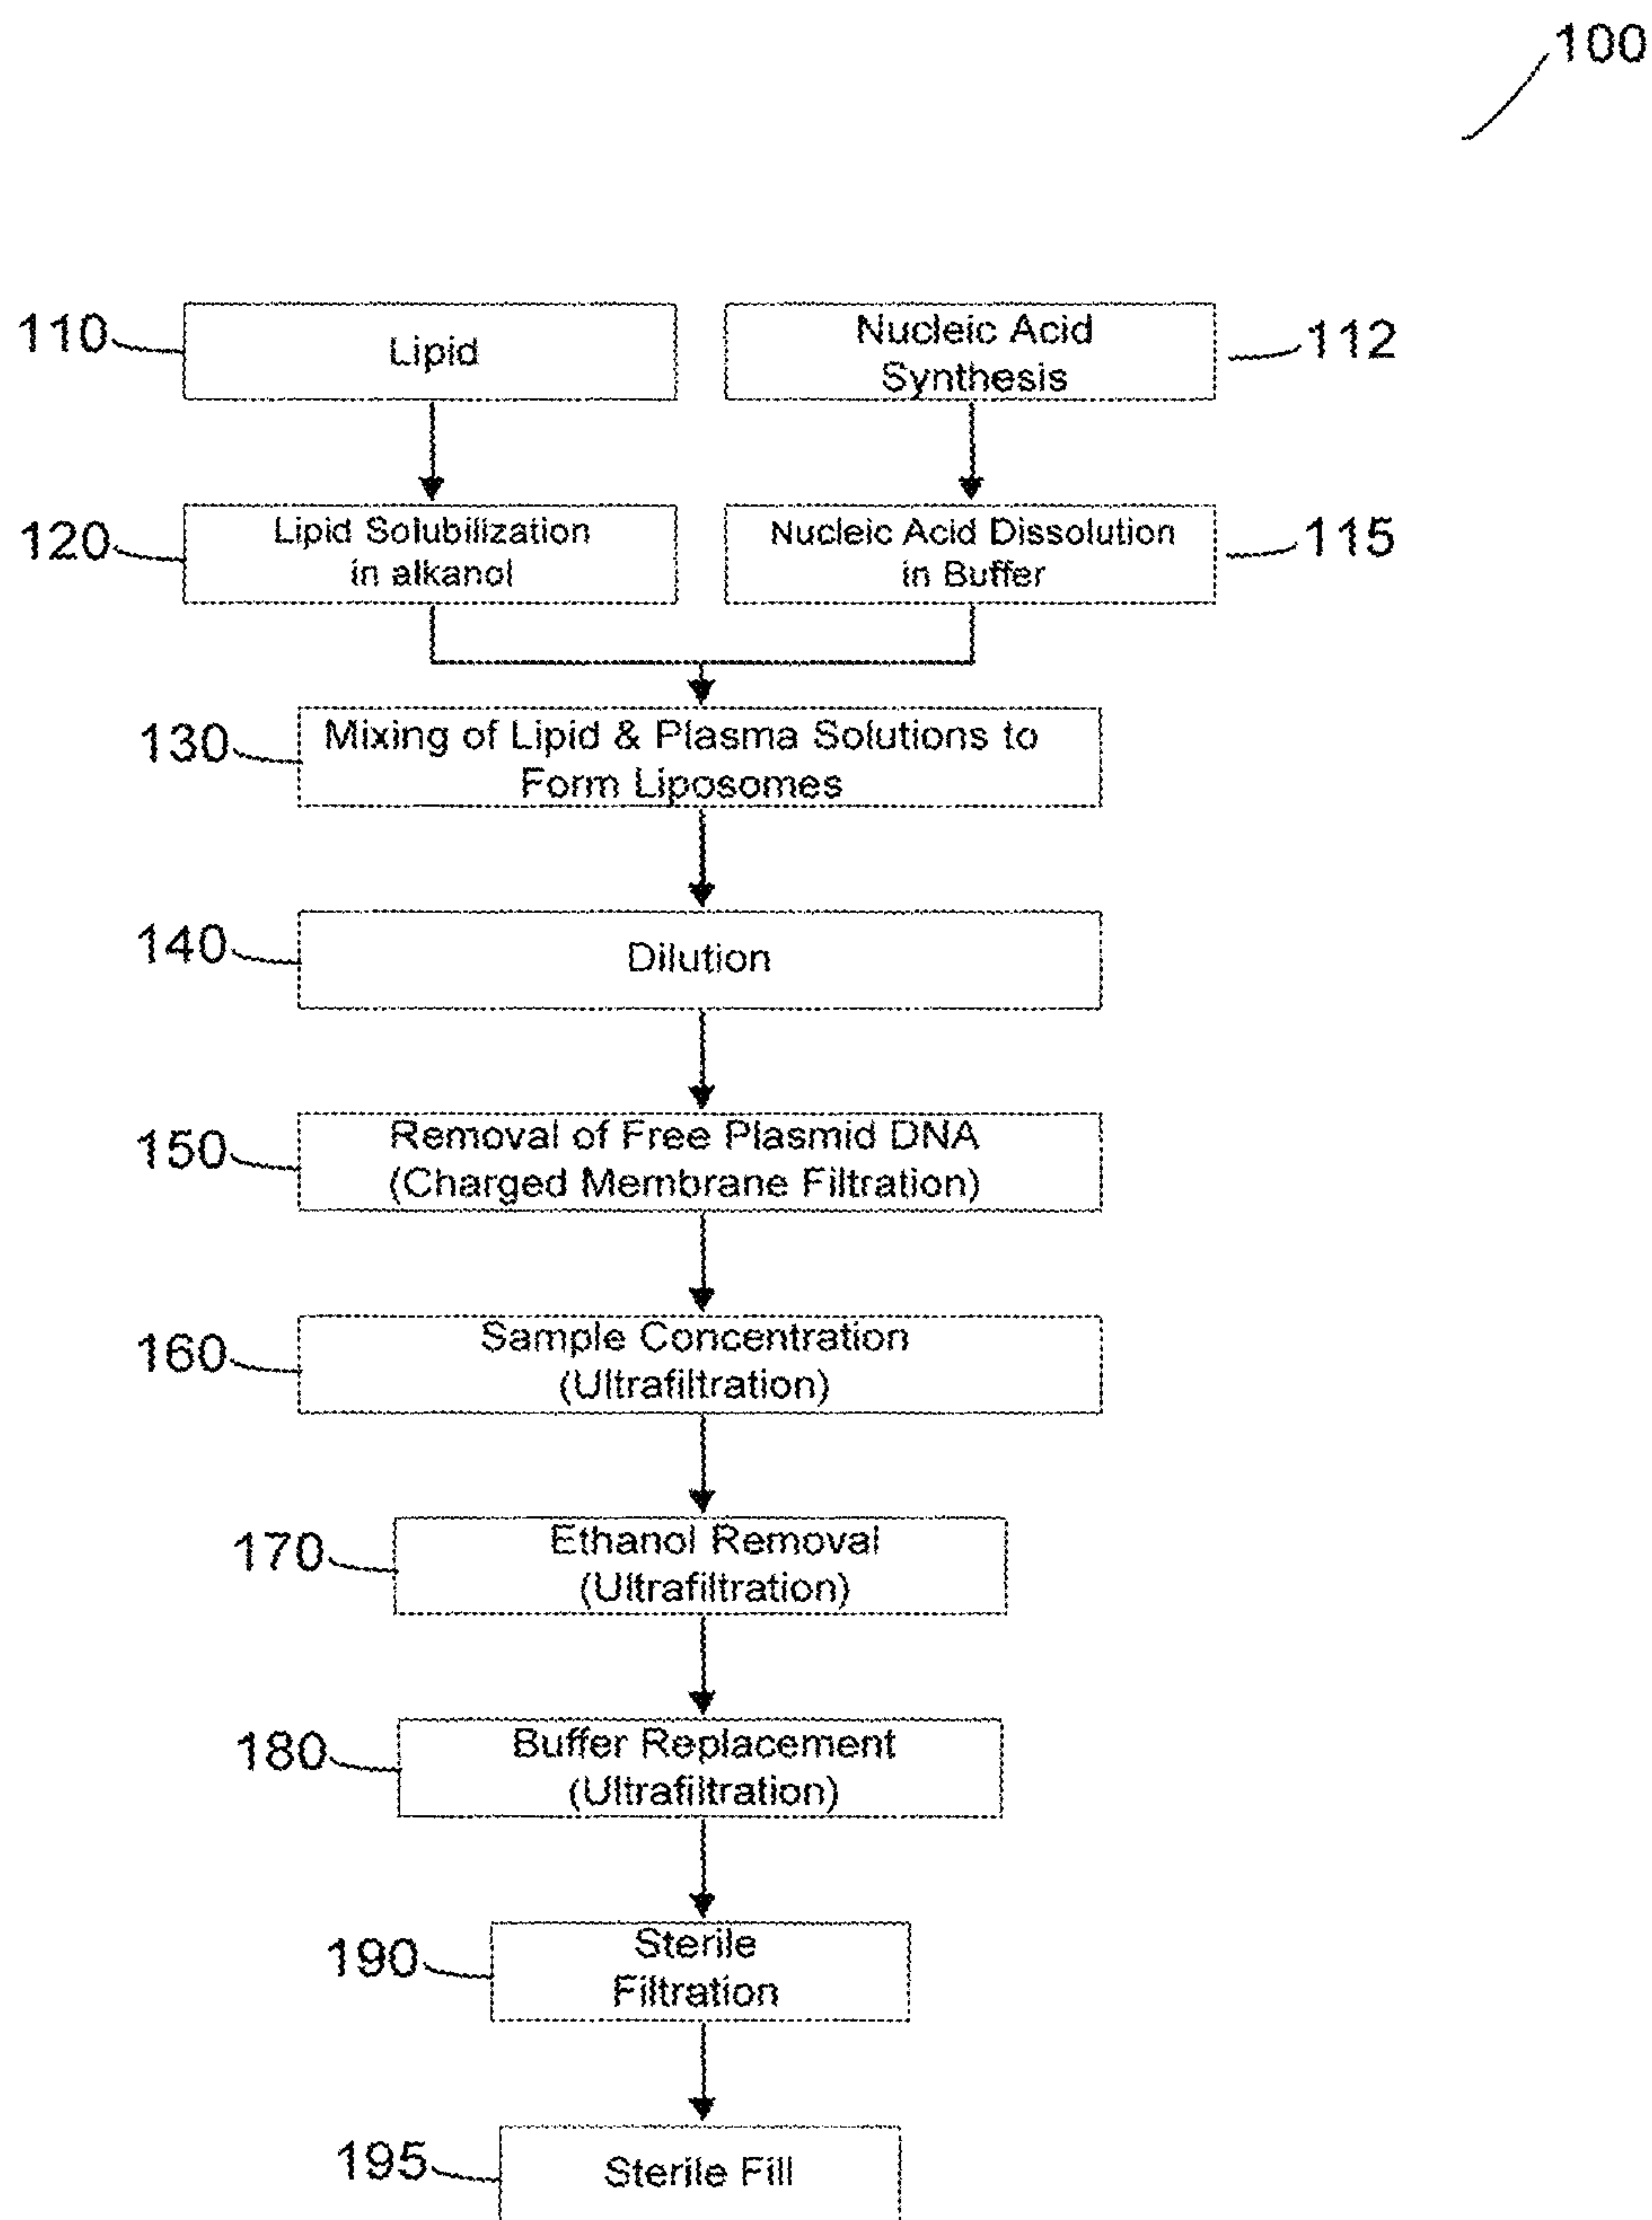 100
110
Lipid
Nucleic Acid
Synthesis
112
120
Lipid Solubilization
in alkanol
Nucleic Acid Dissolution
in Buffer
115
130
Mixing of Lipid & Plasma Solutions to
Form Liposomes
140
Dilution
150
Removal of Free Plasmid DNA
(Charged Membrane Filtration)
160
Sample Concentration
(Ultrafiltration)
170
Ethanol Removal
(Ultrafiltration)
180
Buffer Replacement
(Ultrafiltration)
190
Sterile
Filtration
195
Sterile Fill